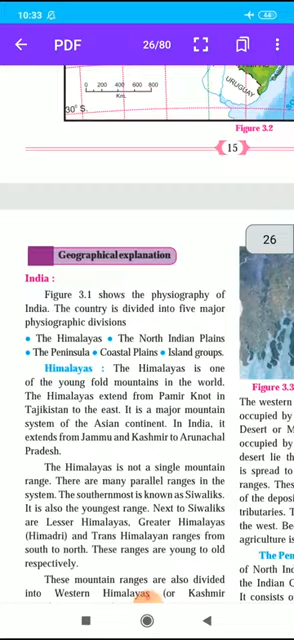 10:33
44
PDF
26/80
0 200 400 600 800
Km.
30° S.
URUGUAY
Figure 3.2
15
26
Geographical explanation
India :
Figure 3.1 shows the physiography of
India. The country is divided into five major
physiographic divisions
● The Himalayas ● The North Indian Plains
● The Peninsula ● Coastal Plains ● Island groups.
Himalayas : The Himalayas is one
of the young fold mountains in the world.
The Himalayas extend from Pamir Knot in
Tajikistan to the east. It is a major mountain
system of the Asian continent. In India, it
extends from Jammu and Kashmir to Arunachal
Pradesh.
The Himalayas is not a single mountain
range. There are many parallel ranges in the
system. The southernmost is known as Siwaliks.
It is also the youngest range. Next to Siwaliks
are Lesser Himalayas, Greater Himalayas
(Himadri) and Trans Himalayan ranges from
south to north. These ranges are young to old
respectively.
These mountain ranges are also divided
into Western Himalayas (or Kashmir
Figure 3.3
The western
occupied by
Desert or M
occupied by
desert lie th
is spread to
ranges. Thes
of the deposi
tributaries. T
the west. Be
agriculture is
The Pen
of North Ind
the Indian O
It consists o